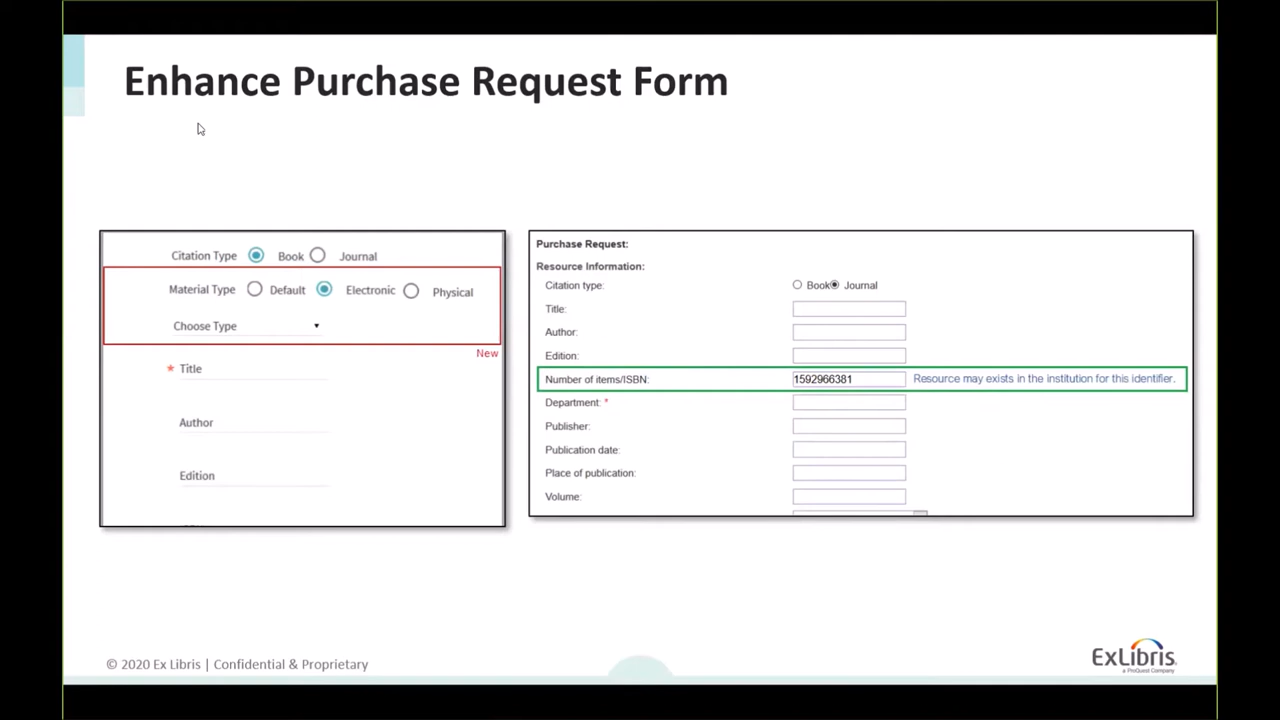 Enhance Purchase Request Form
Citation Type Book Journal
Material Type Default Electronic Physical
Choose Type
New
* Title
Author
Edition
Purchase Request:
Resource Information:
Citation type: Book Journal
Title:
Author:
Edition:
Number of items/ISBN: 1592966381 Resource may exists in the institution for this identifier.
Department: *
Publisher:
Publication date:
Place of publication:
Volume:
© 2020 Ex Libris | Confidential & Proprietary
ExLibris
a ProQuest Company